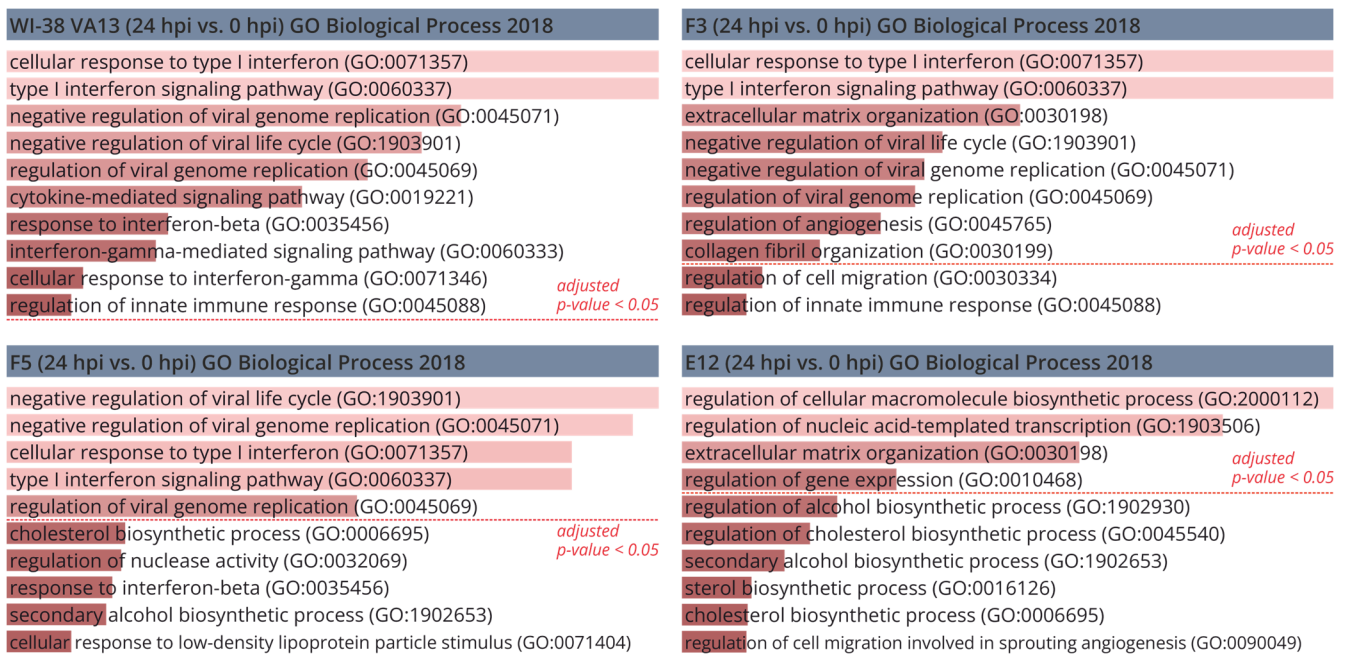 WI-38 VA13 (24 hpi vs. 0 hpi) GO Biological Process 2018
cellular response to type I interferon (GO:0071357)
type I interferon signaling pathway (GO:0060337)
negative regulation of viral genome replication (GO:0045071)
negative regulation of viral life cycle (GO:1903901)
regulation of viral genome replication (GO:0045069)
cytokine-mediated signaling pathway (GO:0019221)
response to interferon-beta (GO:0035456)
interferon-gamma-mediated signaling pathway (GO:0060333)
cellular response to interferon-gamma (GO:0071346)
regulation of innate immune response (GO:0045088)
adjusted
p-value < 0.05
F3 (24 hpi vs. 0 hpi) GO Biological Process 2018
cellular response to type I interferon (GO:0071357)
type I interferon signaling pathway (GO:0060337)
extracellular matrix organization (GO:0030198)
negative regulation of viral life cycle (GO:1903901)
negative regulation of viral genome replication (GO:0045071)
regulation of viral genome replication (GO:0045069)
regulation of angiogenesis (GO:0045765)
collagen fibril organization (GO:0030199)
adjusted
p-value < 0.05
regulation of cell migration (GO:0030334)
regulation of innate immune response (GO:0045088)
F5 (24 hpi vs. 0 hpi) GO Biological Process 2018
negative regulation of viral life cycle (GO:1903901)
negative regulation of viral genome replication (GO:0045071)
cellular response to type I interferon (GO:0071357)
type I interferon signaling pathway (GO:0060337)
regulation of viral genome replication (GO:0045069)
adjusted
p-value < 0.05
cholesterol biosynthetic process (GO:0006695)
regulation of nuclease activity (GO:0032069)
response to interferon-beta (GO:0035456)
secondary alcohol biosynthetic process (GO:1902653)
cellular response to low-density lipoprotein particle stimulus (GO:0071404)
E12 (24 hpi vs. 0 hpi) GO Biological Process 2018
regulation of cellular macromolecule biosynthetic process (GO:2000112)
regulation of nucleic acid-templated transcription (GO:1903506)
extracellular matrix organization (GO:0030198)
regulation of gene expression (GO:0010468)
adjusted
p-value < 0.05
regulation of alcohol biosynthetic process (GO:1902930)
regulation of cholesterol biosynthetic process (GO:0045540)
secondary alcohol biosynthetic process (GO:1902653)
sterol biosynthetic process (GO:0016126)
cholesterol biosynthetic process (GO:0006695)
regulation of cell migration involved in sprouting angiogenesis (GO:0090049)